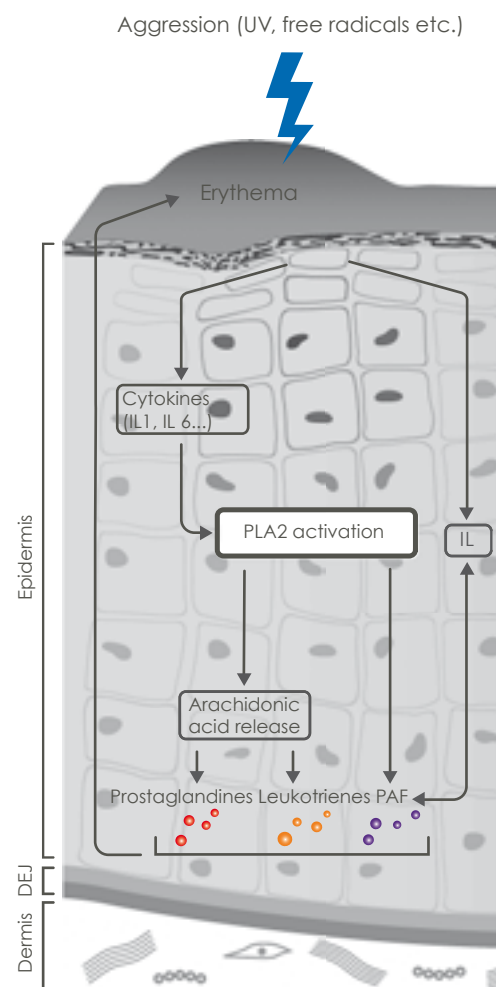 Aggression (UV, free radicals etc.)
Erythema
Cytokines
(IL1, IL 6...)
PLA2 activation
IL
Epidermis
Arachidonic
acid release
Prostaglandines Leukotrienes PAF
DEJ
Dermis